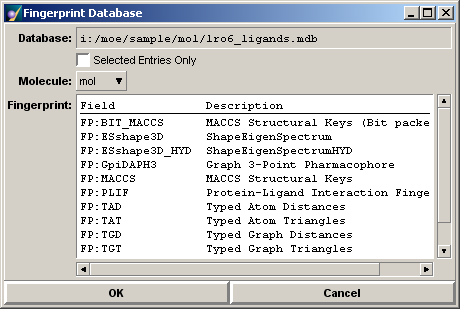 Fingerprint Database
Database: i:/moe/sample/mol/lro6_ligands.mdb
Selected Entries Only
Molecule: mol
Fingerprint: Field Description
FP:BIT_MACCS MACCS Structural Keys (Bit packe
FP:ESshape3D ShapeEigenSpectrum
FP:ESshape3D_HYD ShapeEigenSpectrumHYD
FP:GpiDAPH3 Graph 3-Point Pharmacophore
FP:MACCS MACCS Structural Keys
FP:PLIF Protein-Ligand Interaction Finge
FP:TAD Typed Atom Distances
FP:TAT Typed Atom Triangles
FP:TGD Typed Graph Distances
FP:TGT Typed Graph Triangles
OK Cancel